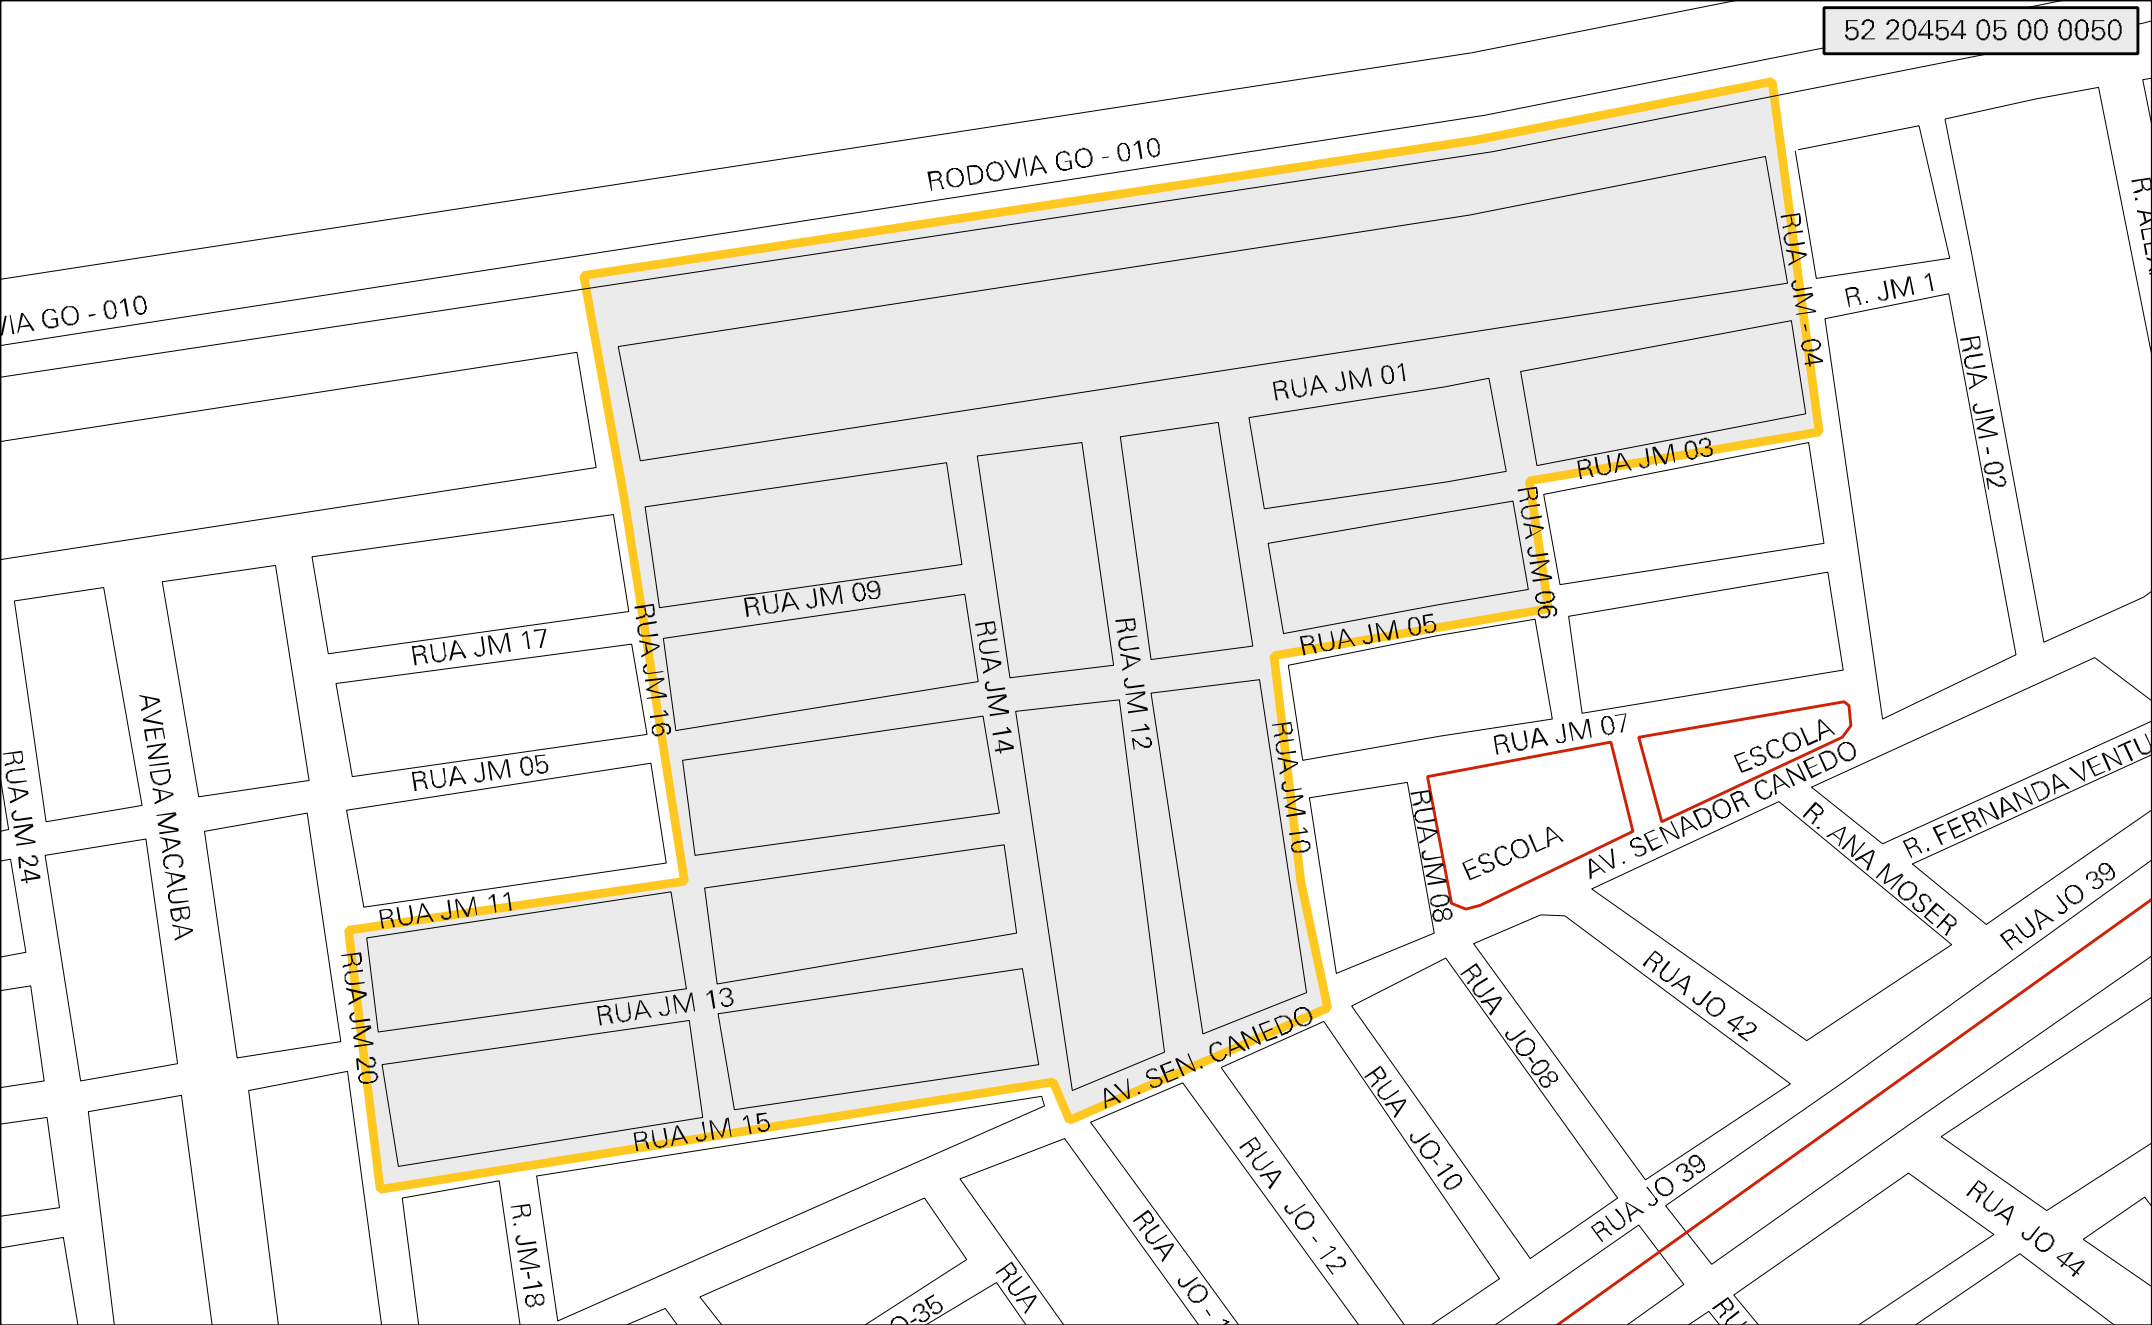 52 20454 05 00 0050
RODOVIA GO - 010
VIA GO - 010
RUA JM - 04
R. JM 1
RUA JM - 02
RUA JM 01
RUA JM 03
RUA JM 06
RUA JM 05
RUA JM 09
RUA JM 17
RUA JM 16
RUA JM 14
RUA JM 12
RUA JM 10
RUA JM 07
ESCOLA
ESCOLA
AV. SENADOR CANEDO
RUA JM 08
RUA JM 05
AVENIDA MACAUBA
RUA JM 24
RUA JM 11
RUA JM 20
RUA JM 13
RUA JM 15
AV. SEN. CANEDO
R. FERNANDA VENTU
R. ANA MOSER
RUA JO 39
RUA JO 42
RUA JO-08
RUA JO-10
RUA JO - 12
RUA JO -
RUA
RUA JO 39
RUA JO 44
R. JM-18
O-35